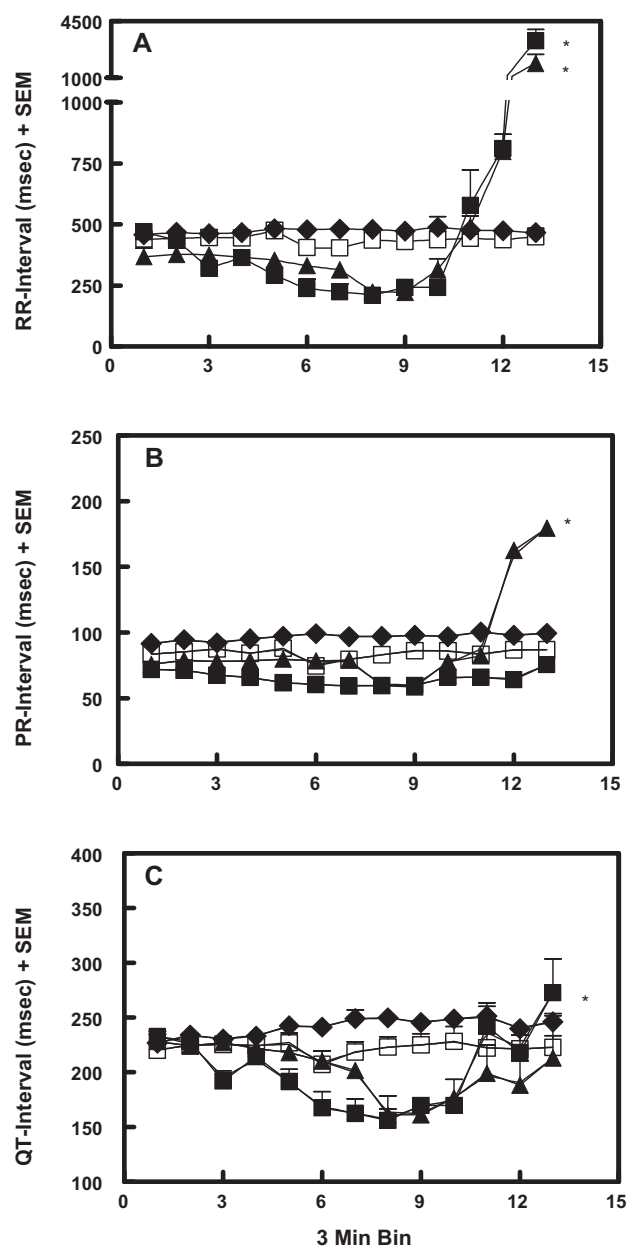 A
RR-Interval (msec) + SEM
4500
1000
1000
750
500
250
0
*
*
0 3 6 9 12 15
B
PR-Interval (msec) + SEM
250
200
150
100
50
0
*
0 3 6 9 12 15
C
QT-Interval (msec) + SEM
400
350
300
250
200
150
100
*
0 3 6 9 12 15
3 Min Bin